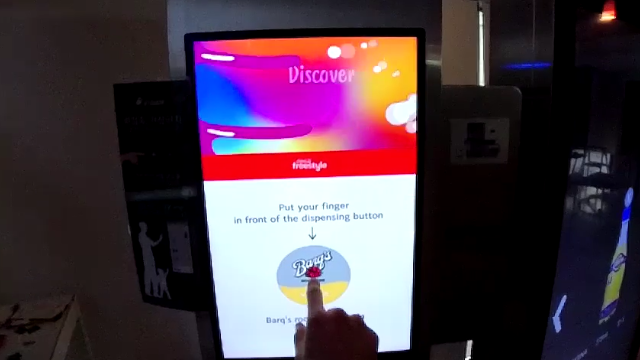 Discover
freestyle
Put your finger
in front of the dispensing button
Barq's
Barq's